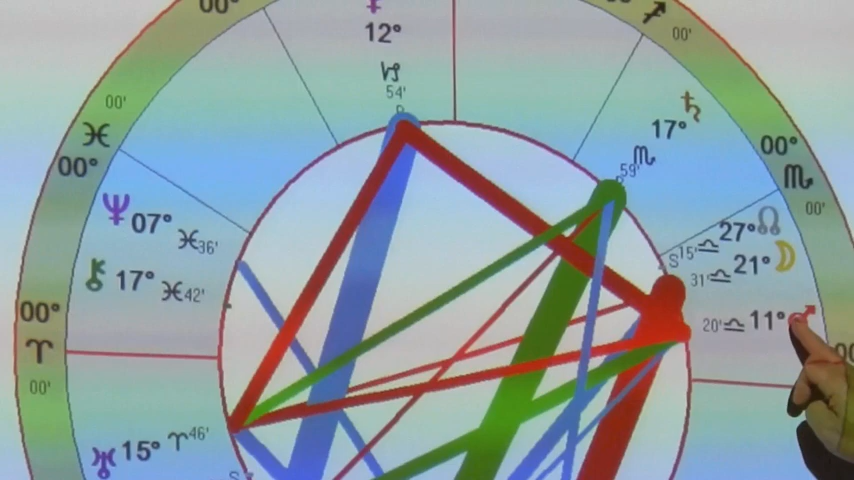 00'
12°
00'
♑
54'
R
00'
17° ♄
♏
59'
R
♓
00°
00°
♏
00'
♆ 07° ♓ 36'
S 15' ♎ 27° ☊
⚷ 17° ♓ 42'
31' ♎ 21° ☽
00°
♈
00'
20' ♎ 11° ♂
♅ 15° ♈ 46'
S